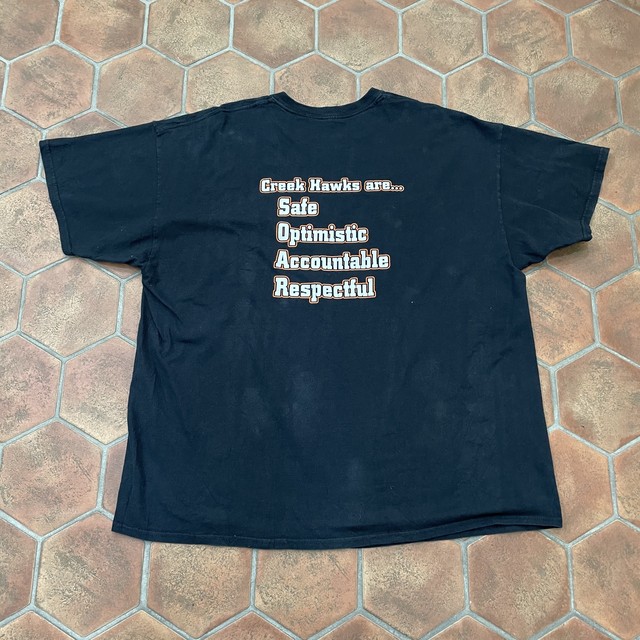 Creek Hawks are...
Safe
Optimistic
Accountable
Respectful